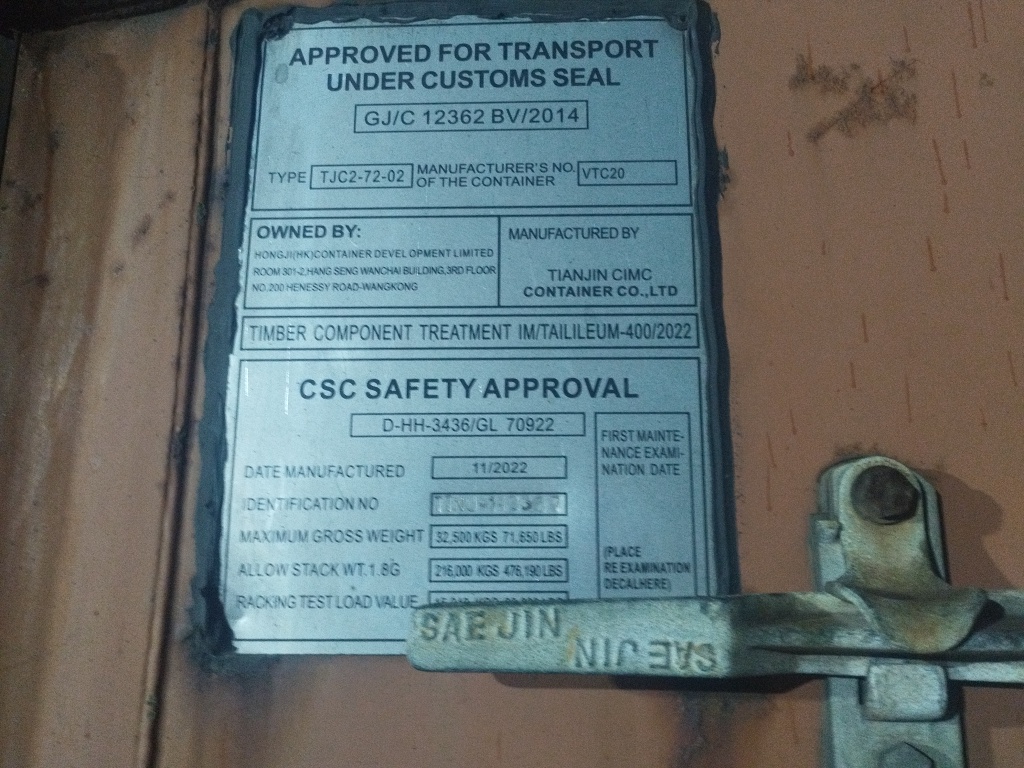 APPROVED FOR TRANSPORT
UNDER CUSTOMS SEAL
GJ/C 12362 BV/2014
TYPE TJC2-72-02 MANUFACTURER'S NO. OF THE CONTAINER VTC20
OWNED BY:
HONGJI(HK)CONTAINER DEVELOPMENT LIMITED
ROOM 301-2,HANG SENG WANCHAI BUILDING,3RD FLOOR
NO.200 HENESSY ROAD-WANGKONG
MANUFACTURED BY
TIANJIN CIMC
CONTAINER CO.,LTD
TIMBER COMPONENT TREATMENT IM/TAILILEUM-400/2022
CSC SAFETY APPROVAL
D-HH-3436/GL 70922
DATE MANUFACTURED 11/2022
IDENTIFICATION NO
MAXIMUM GROSS WEIGHT 32,500 KGS 71,650 LBS
ALLOW STACK WT.1.8G 216,000 KGS 476,190 LBS
RACKING TEST LOAD VALUE
FIRST MAINTE-
NANCE EXAMI-
NATION DATE
(PLACE
RE EXAMINATION
DECALHERE)
SAE JIN
SAE JIN